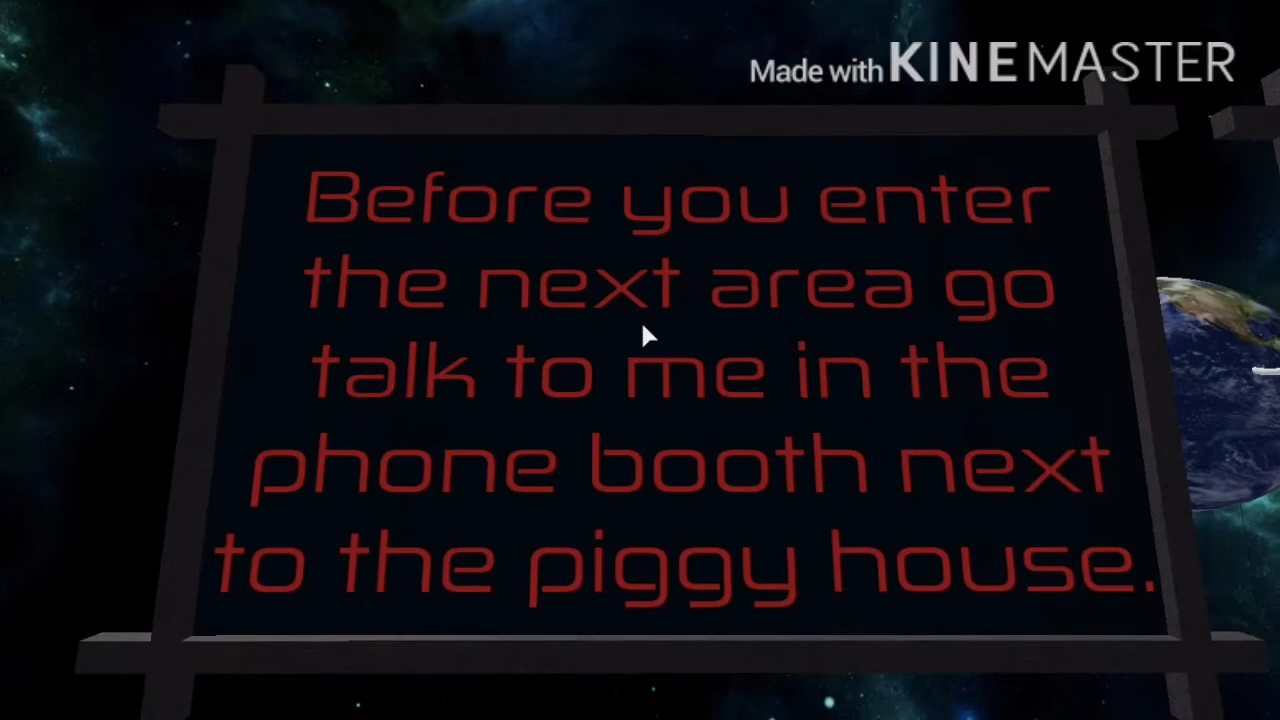 Made with KINEMASTER
Before you enter
the next area go
talk to me in the
phone booth next
to the piggy house.